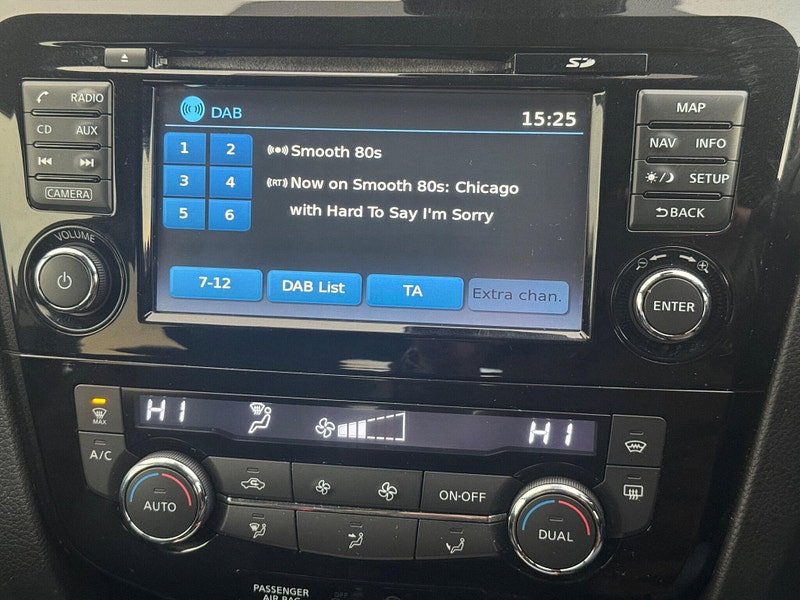 SD
RADIO
CD AUX
CAMERA
VOLUME
DAB
15:25
1 2
3 4
5 6
Smooth 80s
(RT) Now on Smooth 80s: Chicago
with Hard To Say I'm Sorry
7-12
DAB List
TA
Extra chan.
MAP
NAV INFO
SETUP
BACK
ENTER
MAX
HI
HI
A/C
AUTO
ON·OFF
DUAL
PASSENGER
AIR BAG
OFF